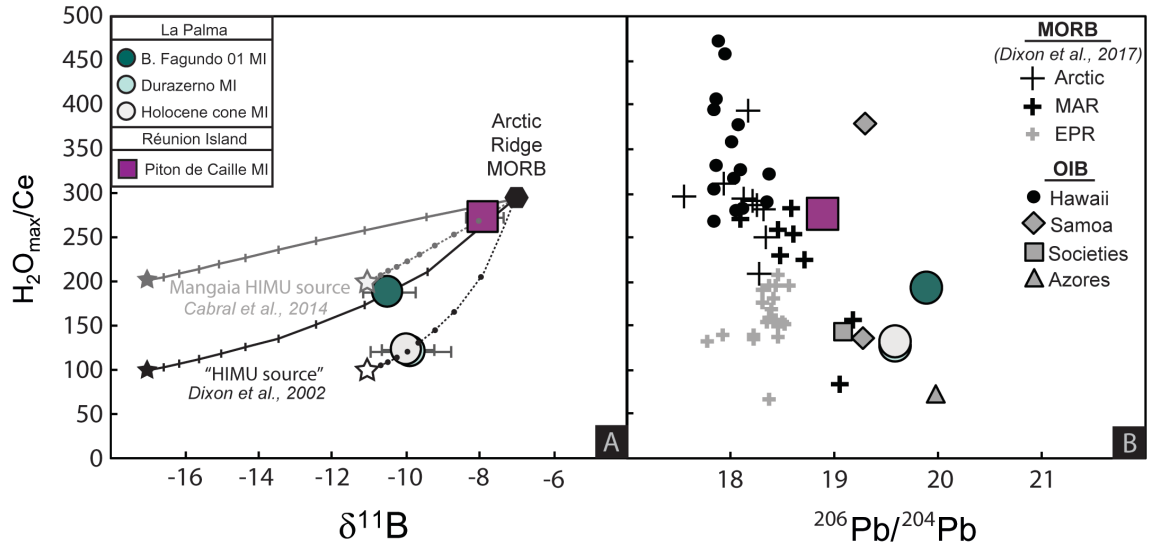 500
450
400
350
300
250
200
150
100
50
0
H₂Omax/Ce
La Palma
B. Fagundo 01 MI
Durazerno MI
Holocene cone MI
Réunion Island
Piton de Caille MI
Arctic
Ridge
MORB
Mangaia HIMU source
Cabral et al., 2014
"HIMU source"
Dixon et al., 2002
A
-16
-14
-12
-10
-8
-6
δ¹¹B
MORB
(Dixon et al., 2017)
Arctic
MAR
EPR
OIB
Hawaii
Samoa
Societies
Azores
B
18
19
20
21
²⁰⁶Pb/²⁰⁴Pb